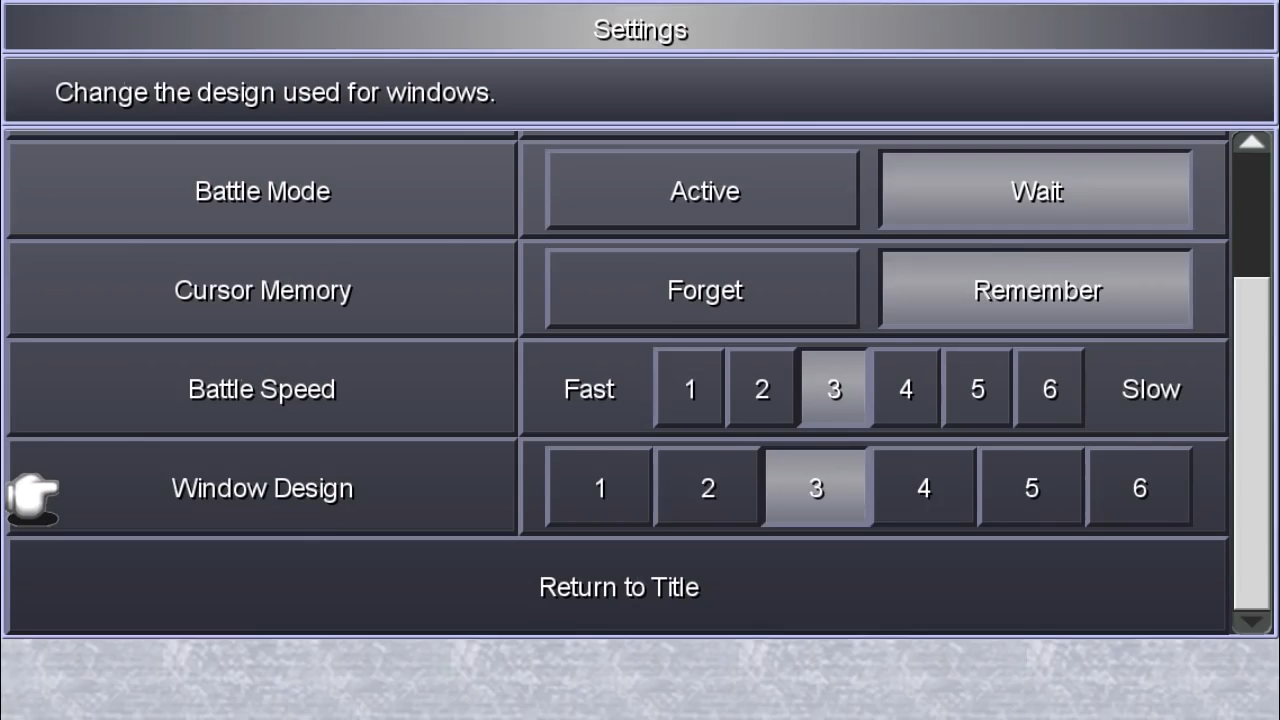 Settings
Change the design used for windows.
Battle Mode Active Wait
Cursor Memory Forget Remember
Battle Speed Fast 1 2 3 4 5 6 Slow
Window Design 1 2 3 4 5 6
Return to Title